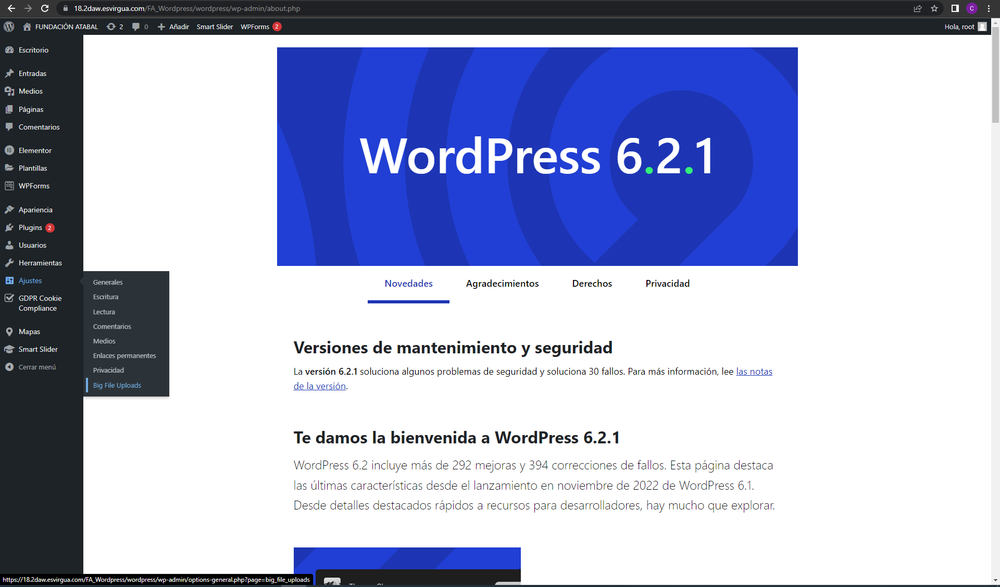 18.2daw.esvirgua.com/FA_Wordpress/wordpress/wp-admin/about.php
C
FUNDACIÓN ATABAL 2 0 Añadir Smart Slider WPForms 2
Hola, root
Escritorio
Entradas
Medios
Páginas
Comentarios
Elementor
Plantillas
WPForms
Apariencia
Plugins 2
Usuarios
Herramientas
Ajustes
GDPR Cookie
Compliance
Mapas
Smart Slider
Cerrar menú
Generales
Escritura
Lectura
Comentarios
Medios
Enlaces permanentes
Privacidad
Big File Uploads
WordPress 6.2.1
Novedades Agradecimientos Derechos Privacidad
Versiones de mantenimiento y seguridad
La versión 6.2.1 soluciona algunos problemas de seguridad y soluciona 30 fallos. Para más información, lee las notas
de la versión.
Te damos la bienvenida a WordPress 6.2.1
WordPress 6.2 incluye más de 292 mejoras y 394 correcciones de fallos. Esta página destaca
las últimas características desde el lanzamiento en noviembre de 2022 de WordPress 6.1.
Desde detalles destacados rápidos a recursos para desarrolladores, hay mucho que explorar.
https://18.2daw.esvirgua.com/FA_Wordpress/wordpress/wp-admin/options-general.php?page=big_file_uploads